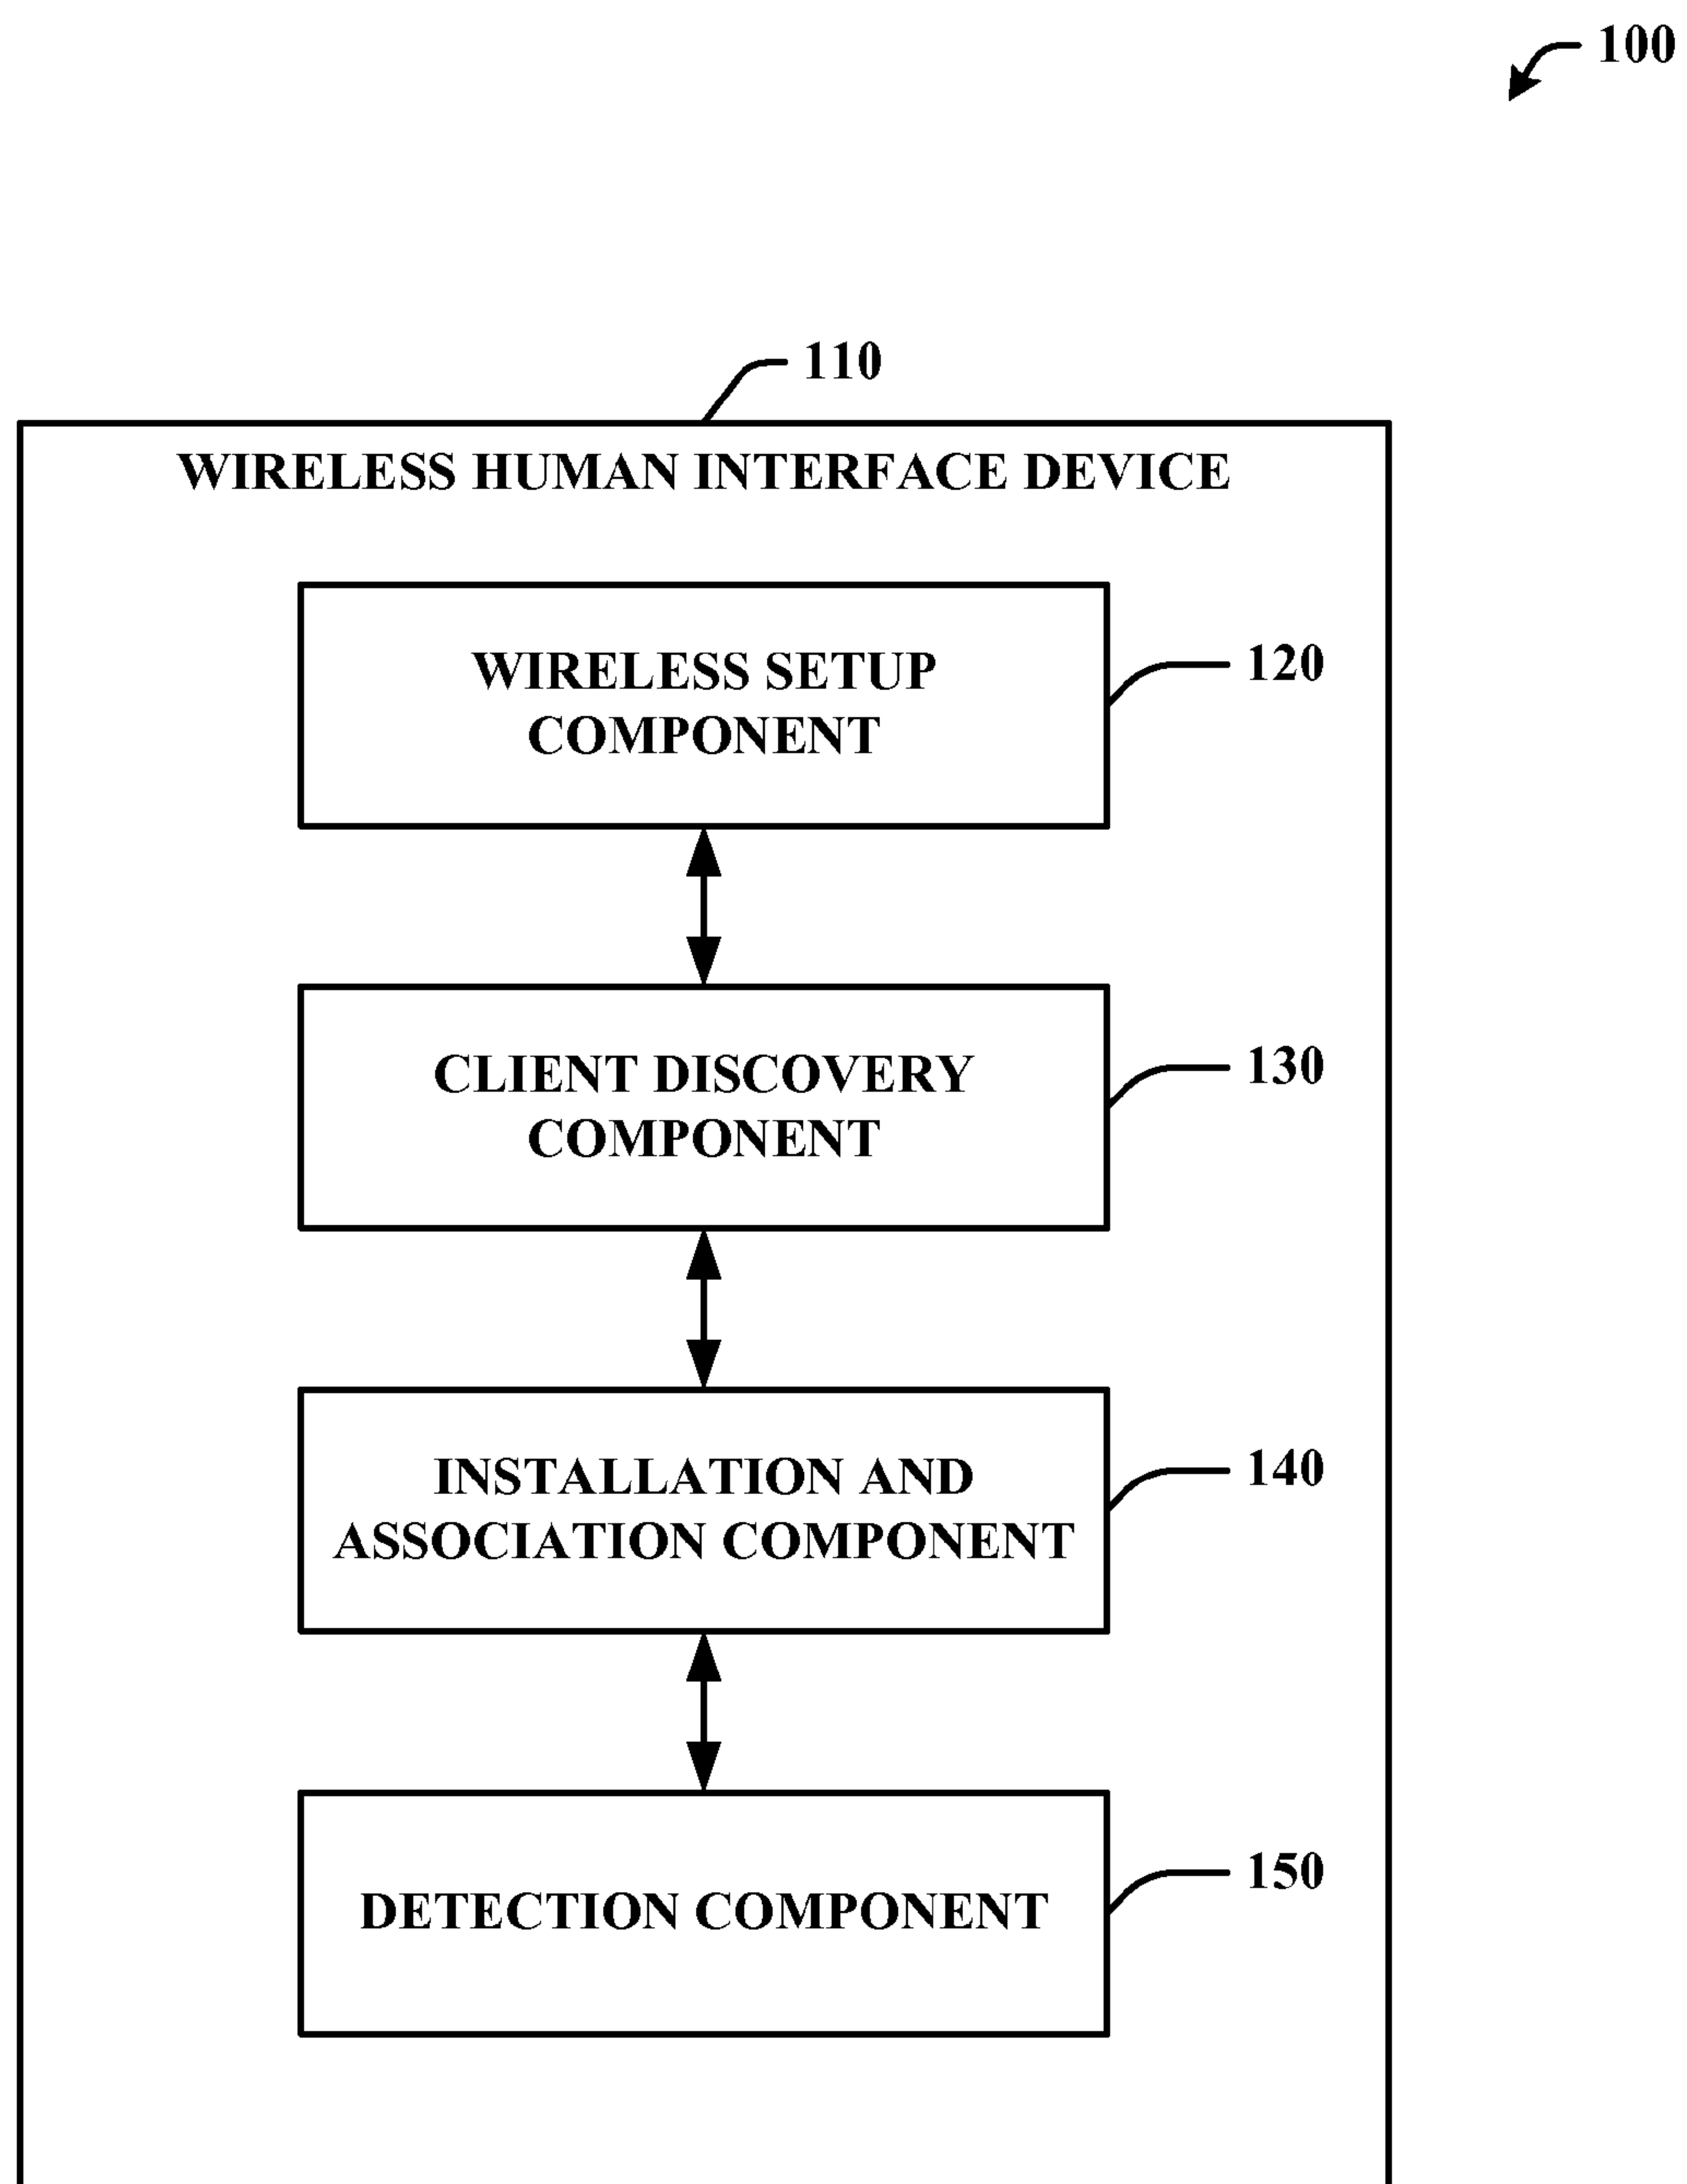 100
110
WIRELESS HUMAN INTERFACE DEVICE
WIRELESS SETUP
COMPONENT
120
CLIENT DISCOVERY
COMPONENT
130
INSTALLATION AND
ASSOCIATION COMPONENT
140
DETECTION COMPONENT
150